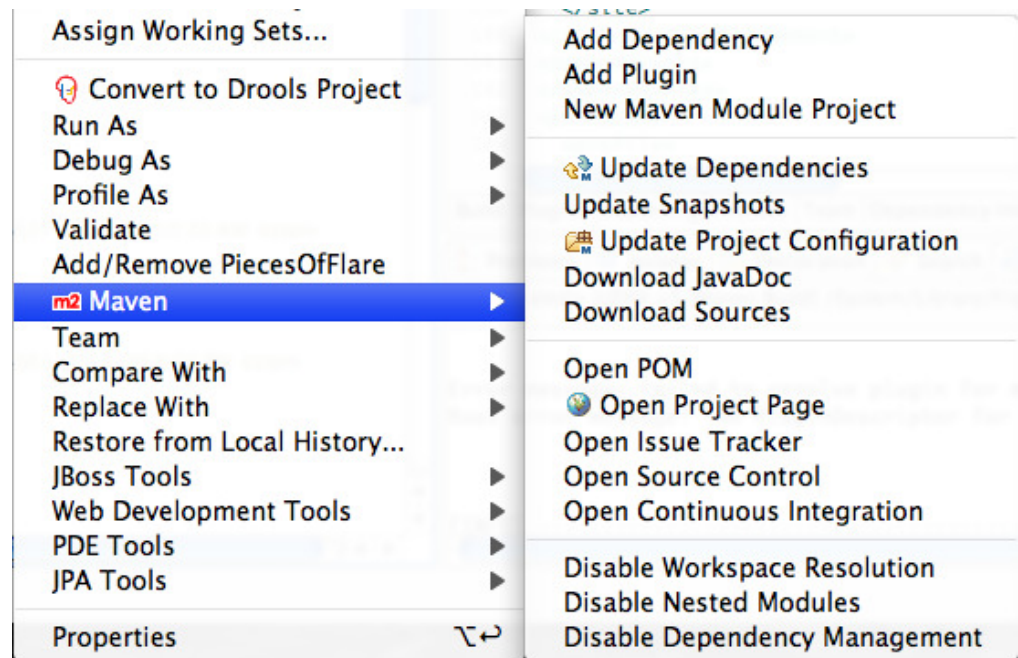 Assign Working Sets...
Convert to Drools Project
Run As
Debug As
Profile As
Validate
Add/Remove PiecesOfFlare
m2 Maven
Team
Compare With
Replace With
Restore from Local History...
JBoss Tools
Web Development Tools
PDE Tools
JPA Tools
Properties ⌥↩
</site>
Add Dependency
Add Plugin
New Maven Module Project
Update Dependencies
Update Snapshots
Update Project Configuration
Download JavaDoc
Download Sources
Open POM
Open Project Page
Open Issue Tracker
Open Source Control
Open Continuous Integration
Disable Workspace Resolution
Disable Nested Modules
Disable Dependency Management